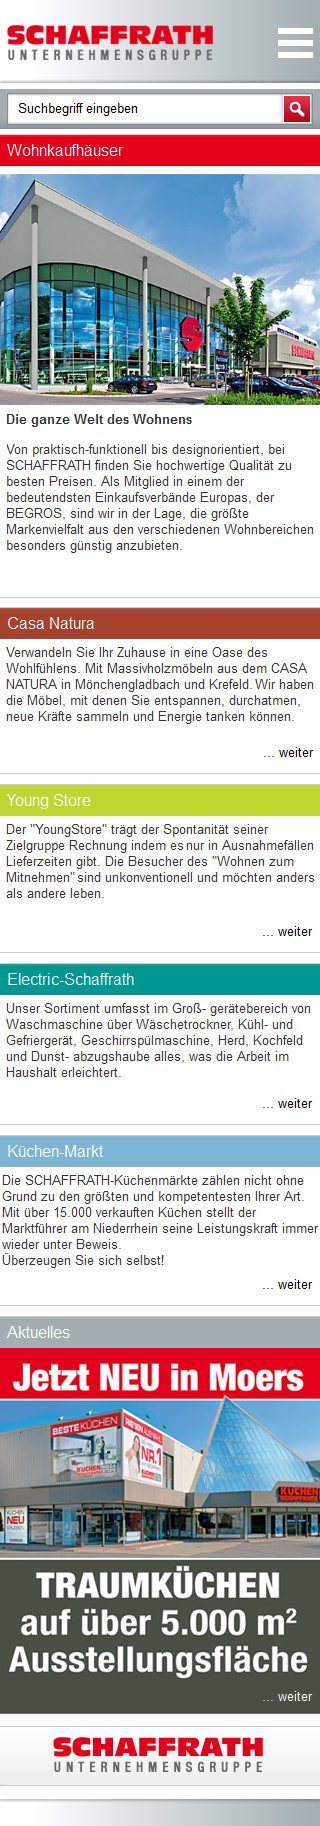 SCHAFFRATH
UNTERNEHMENSGRUPPE
Suchbegriff eingeben
Wohnkaufhäuser
S
SCHAFFRATH
Die ganze Welt des Wohnens
Von praktisch-funktionell bis designorientiert, bei
SCHAFFRATH finden Sie hochwertige Qualität zu
besten Preisen. Als Mitglied in einem der
bedeutendsten Einkaufsverbände Europas, der
BEGROS, sind wir in der Lage, die größte
Markenvielfalt aus den verschiedenen Wohnbereichen
besonders günstig anzubieten.
Casa Natura
Verwandeln Sie Ihr Zuhause in eine Oase des
Wohlfühlens. Mit Massivholzmöbeln aus dem CASA
NATURA in Mönchengladbach und Krefeld. Wir haben
die Möbel, mit denen Sie entspannen, durchatmen,
neue Kräfte sammeln und Energie tanken können.
... weiter
Young Store
Der "YoungStore" trägt der Spontanität seiner
Zielgruppe Rechnung indem es nur in Ausnahmefällen
Lieferzeiten gibt. Die Besucher des "Wohnen zum
Mitnehmen" sind unkonventionell und möchten anders
als andere leben.
... weiter
Electric-Schaffrath
Unser Sortiment umfasst im Groß- gerätebereich von
Waschmaschine über Wäschetrockner, Kühl- und
Gefriergerät, Geschirrspülmaschine, Herd, Kochfeld
und Dunst- abzugshaube alles, was die Arbeit im
Haushalt erleichtert.
... weiter
Küchen-Markt
Die SCHAFFRATH-Küchenmärkte zählen nicht ohne
Grund zu den größten und kompetentesten Ihrer Art.
Mit über 15.000 verkauften Küchen stellt der
Marktführer am Niederrhein seine Leistungskraft immer
wieder unter Beweis.
Überzeugen Sie sich selbst!
... weiter
Aktuelles
Jetzt NEU in Moers
BESTE KÜCHEN
RIESEN AUSWAHL
NR.1
KÜCHEN
SCHAFFRATH
KÜCHEN
NEU
TRAUMKÜCHEN
auf über 5.000 m²
Ausstellungsfläche
... weiter
SCHAFFRATH
UNTERNEHMENSGRUPPE